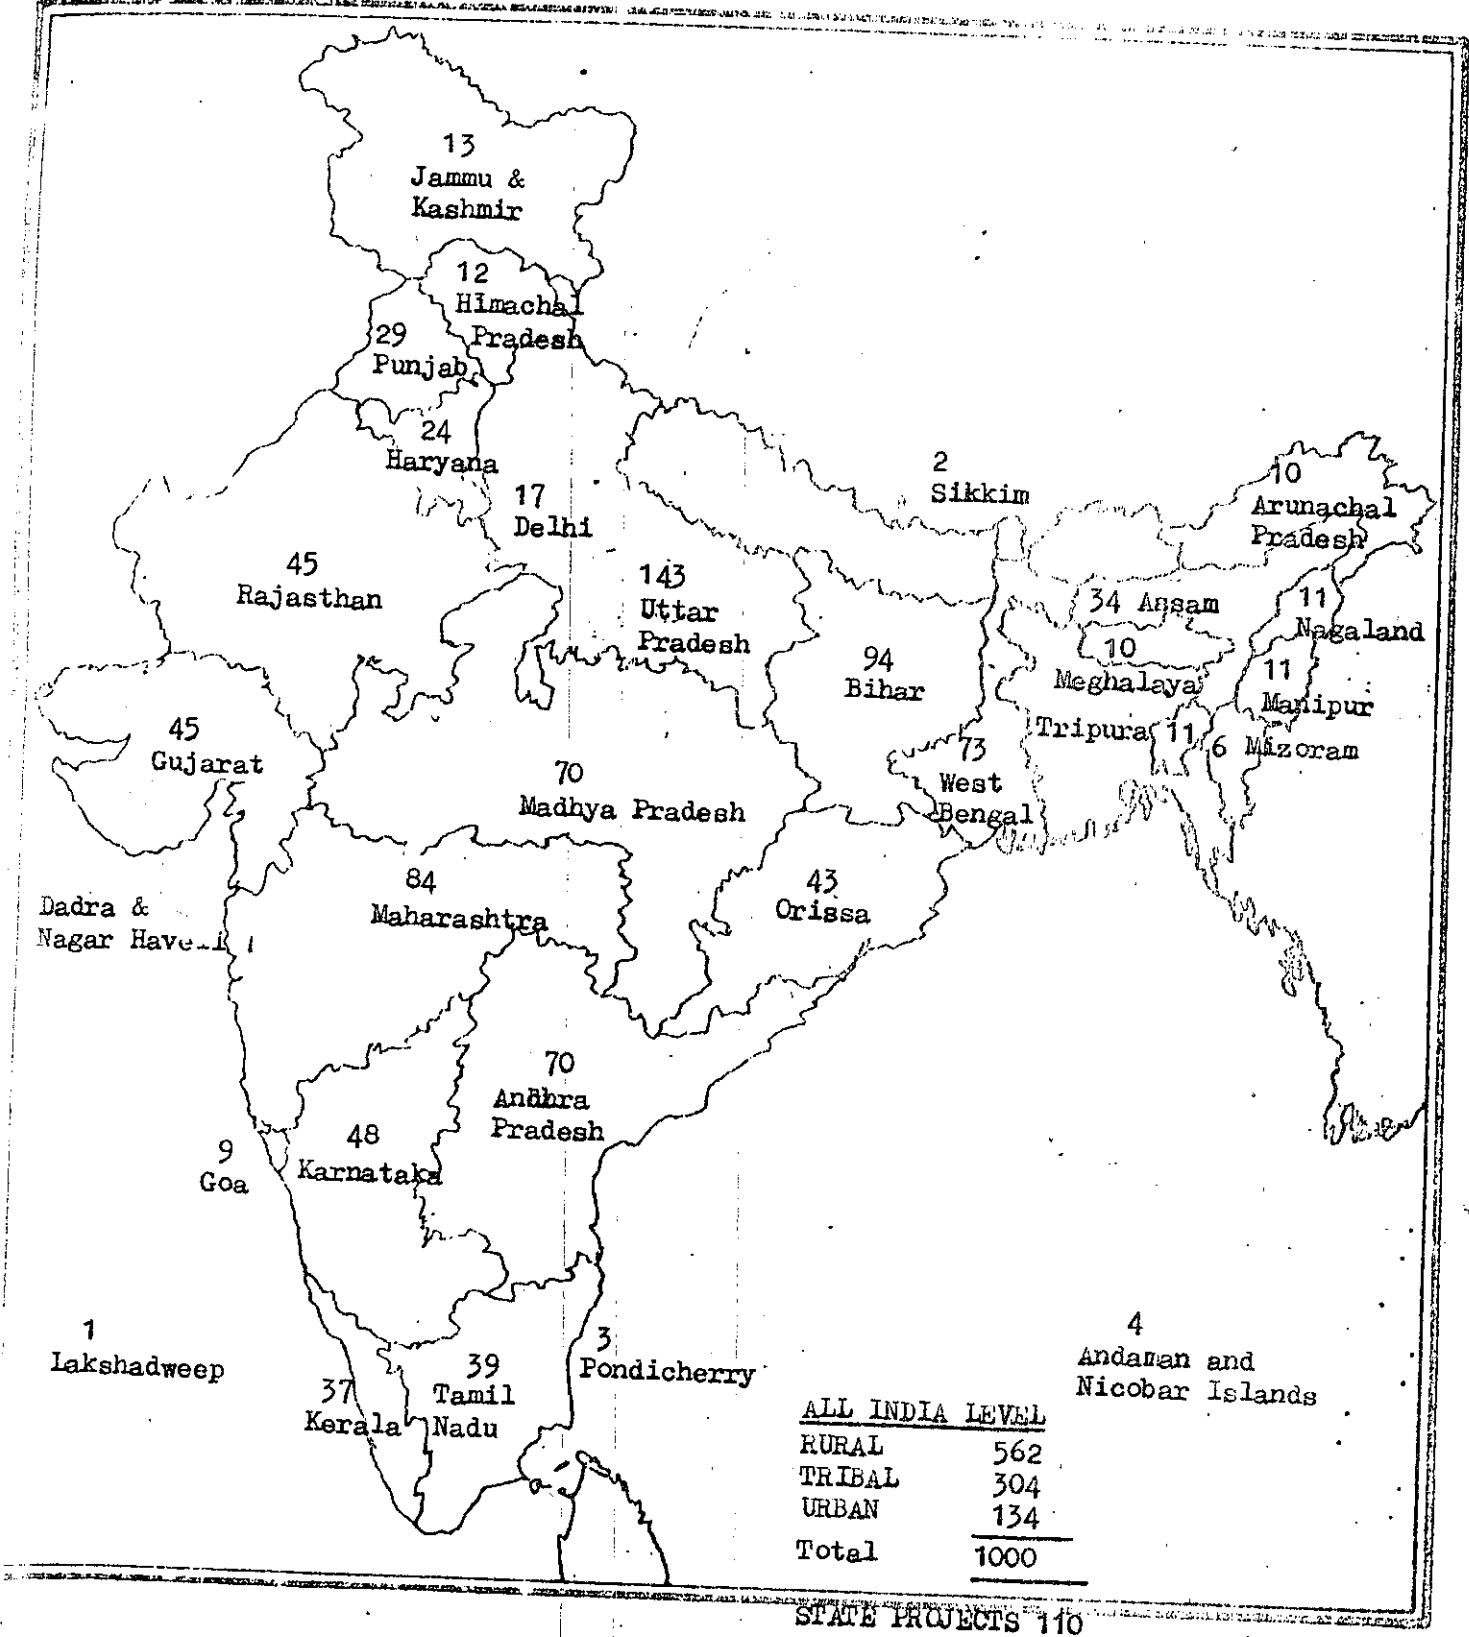 13
Jammu &
Kashmir
12
Himachal
Pradesh
29
Punjab
24
Haryana
17
Delhi
2
Sikkim
10
Arunachal
Pradesh
45
Rajasthan
143
Uttar
Pradesh
34 Assam
11
Nagaland
10
Meghalaya
94
Bihar
11
Manipur
Tripura 11
6 Mizoram
45
Gujarat
73
West
Bengal
70
Madhya Pradesh
84
Maharashtra
43
Orissa
Dadra &
Nagar
70
Andhra
Pradesh
48
Karnataka
9
Goa
1
Lakshadweep
4
Andaman and
Nicobar Islands
3
Pondicherry
39
Tamil
Nadu
37
Kerala
ALL INDIA LEVEL
RURAL 562
TRIBAL 304
URBAN 134
Total 1000
STATE PROJECTS 110